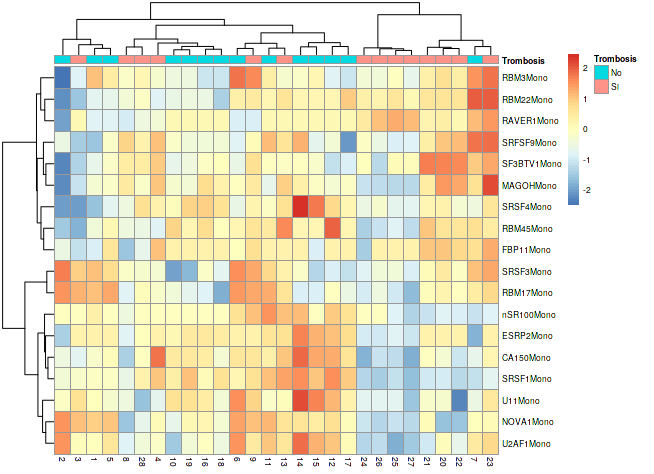 Trombosis
RBM3Mono
RBM22Mono
RAVER1Mono
SRFSF9Mono
SF3BTV1Mono
MAGOHMono
SRSF4Mono
RBM45Mono
FBP11Mono
SRSF3Mono
RBM17Mono
nSR100Mono
ESRP2Mono
CA150Mono
SRSF1Mono
U11Mono
NOVA1Mono
U2AF1Mono
2 3 1 5 8 28 4 10 19 16 18 6 9 11 13 14 15 12 17 24 26 25 27 21 20 22 7 23
2
1
0
-1
-2
Trombosis
No
SI